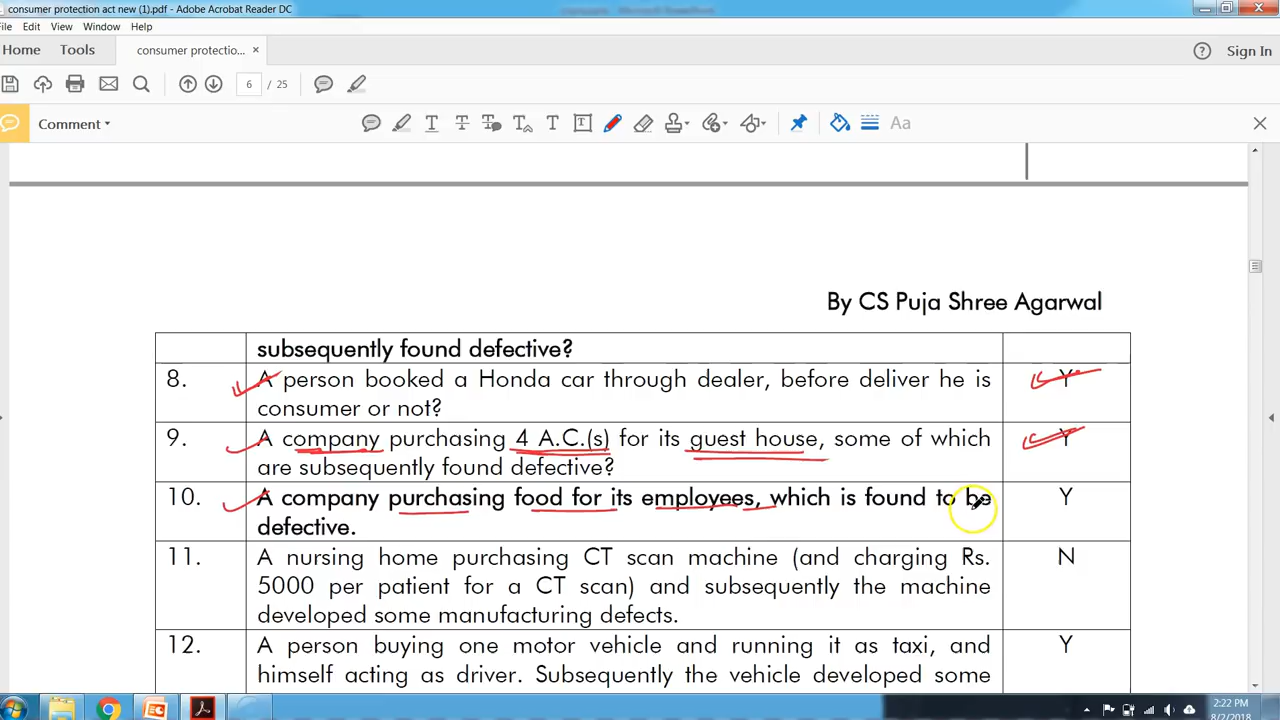 consumer protection act new (1).pdf - Adobe Acrobat Reader DC
File Edit View Window Help
Home Tools consumer protectio... × ? Sign In
6 / 25
Comment
Aa
By CS Puja Shree Agarwal
subsequently found defective?
8. A person booked a Honda car through dealer, before deliver he is Y
consumer or not?
9. A company purchasing 4 A.C.(s) for its guest house, some of which Y
are subsequently found defective?
10. A company purchasing food for its employees, which is found to be Y
defective.
11. A nursing home purchasing CT scan machine (and charging Rs. N
5000 per patient for a CT scan) and subsequently the machine
developed some manufacturing defects.
12. A person buying one motor vehicle and running it as taxi, and Y
himself acting as driver. Subsequently the vehicle developed some
2:22 PM
8/2/2018